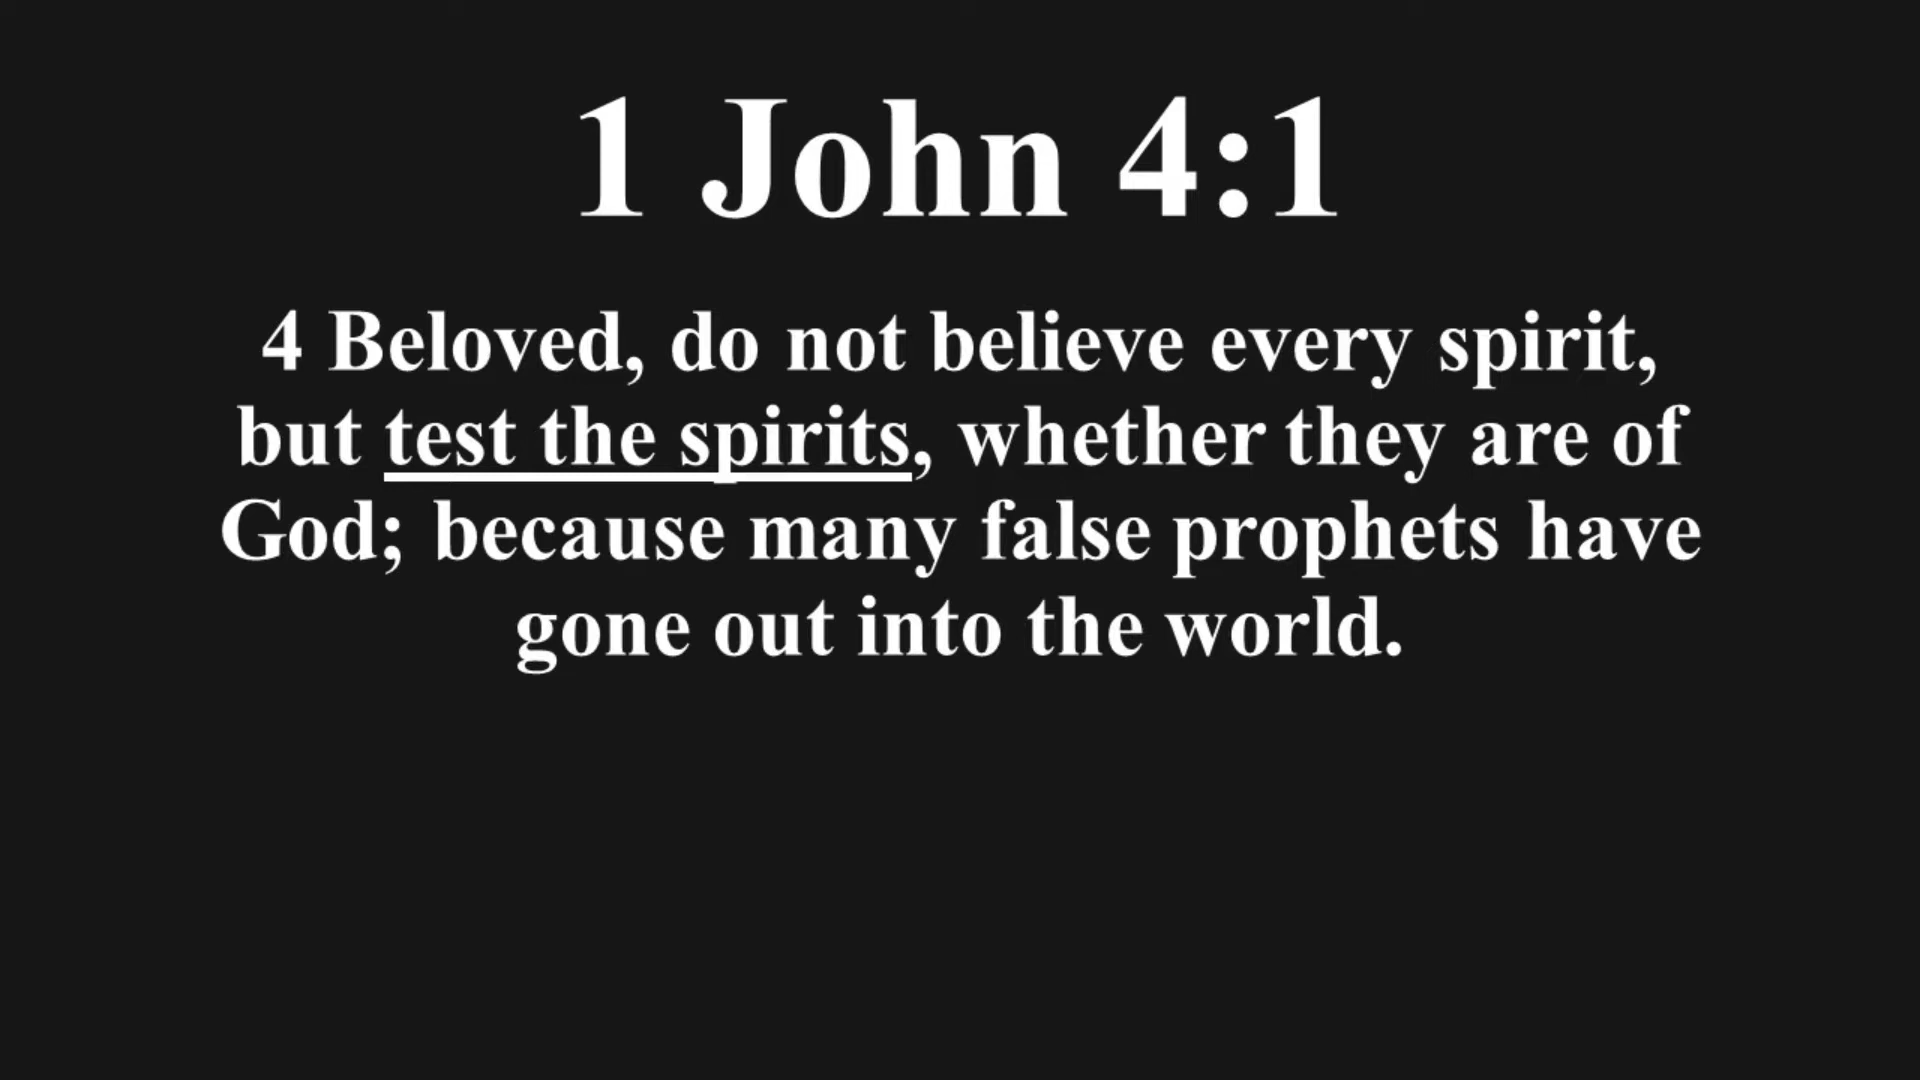 1 John 4:1
4 Beloved, do not believe every spirit,
but test the spirits, whether they are of
God; because many false prophets have
gone out into the world.